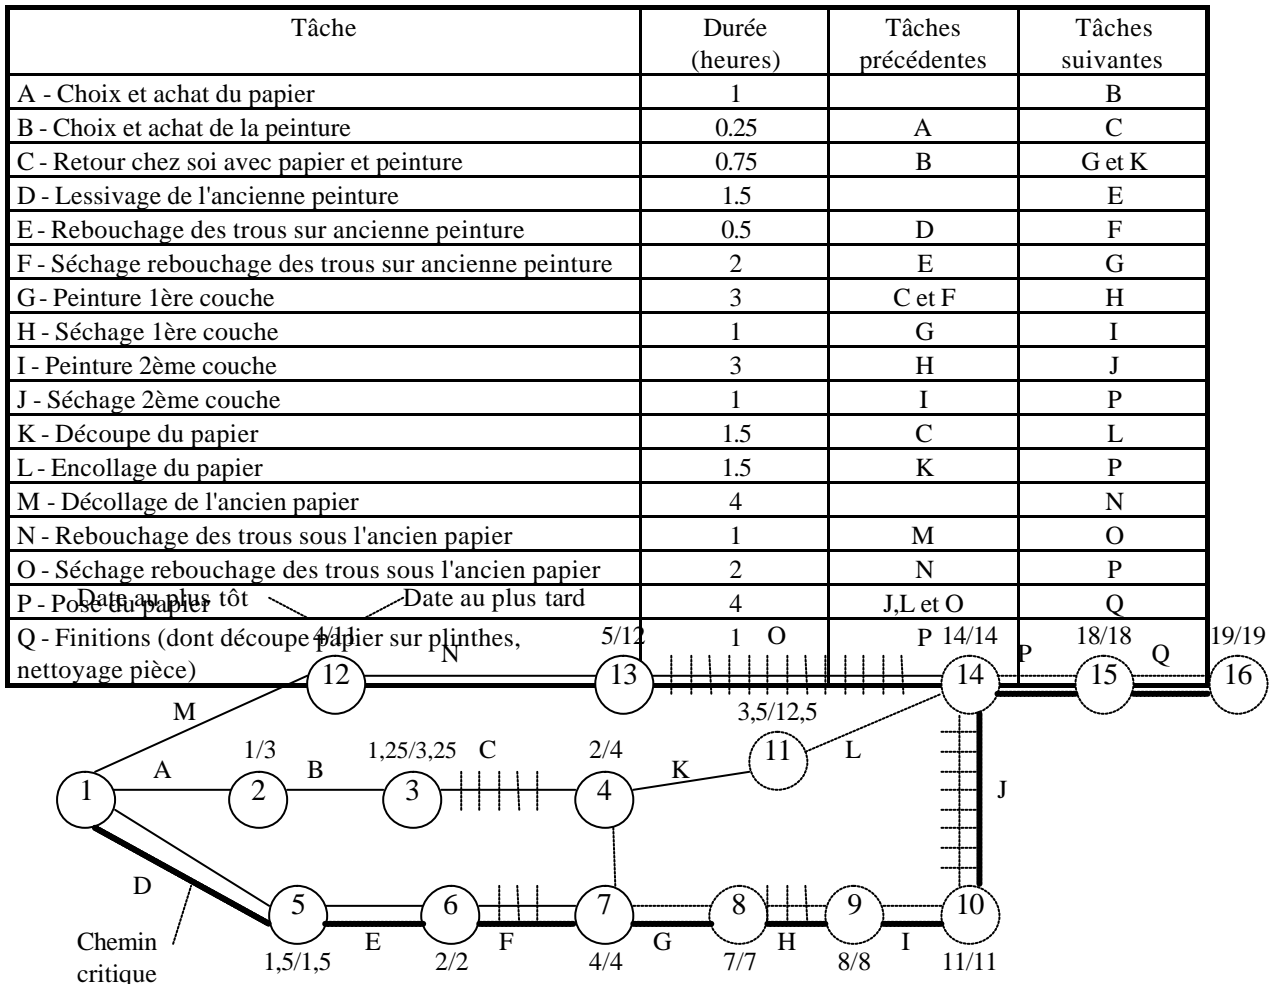 Tâche Durée (heures) Tâches précédentes Tâches suivantes
A - Choix et achat du papier 1 B
B - Choix et achat de la peinture 0.25 A C
C - Retour chez soi avec papier et peinture 0.75 B G et K
D - Lessivage de l'ancienne peinture 1.5 E
E - Rebouchage des trous sur ancienne peinture 0.5 D F
F - Séchage rebouchage des trous sur ancienne peinture 2 E G
G - Peinture 1ère couche 3 C et F H
H - Séchage 1ère couche 1 G I
I - Peinture 2ème couche 3 H J
J - Séchage 2ème couche 1 I P
K - Découpe du papier 1.5 C L
L - Encollage du papier 1.5 K P
M - Décollage de l'ancien papier 4 N
N - Rebouchage des trous sous l'ancien papier 1 M O
O - Séchage rebouchage des trous sous l'ancien papier 2 N P
P - Pose du papier 4 J,L et O Q
Q - Finitions (dont découpe papier sur plinthes, 1 P
nettoyage pièce)
Date au plus tôt Date au plus tard
4/11 5/12 O 14/14 18/18 19/19
N P Q
12 13 14 15 16
M 3,5/12,5
1/3 1,25/3,25 C 2/4 11 L
A B K
1 2 3 4 J
D
5 6 7 8 9 10
E F G H I
Chemin
critique
1,5/1,5 2/2 4/4 7/7 8/8 11/11